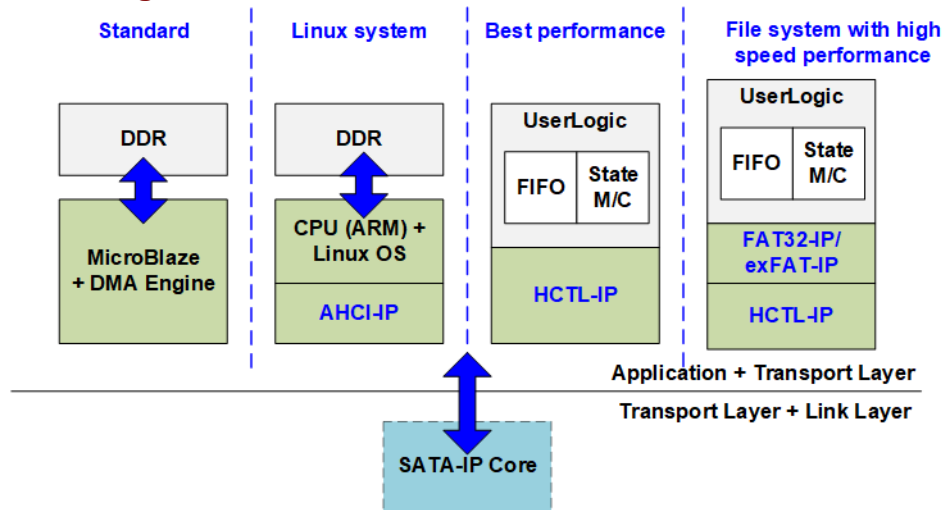 Standard
Linux system
Best performance
File system with high
speed performance
DDR
MicroBlaze
+ DMA Engine
DDR
CPU (ARM) +
Linux OS
AHCI-IP
UserLogic
FIFO
State
M/C
HCTL-IP
UserLogic
FIFO
State
M/C
FAT32-IP/
exFAT-IP
HCTL-IP
Application + Transport Layer
Transport Layer + Link Layer
SATA-IP Core